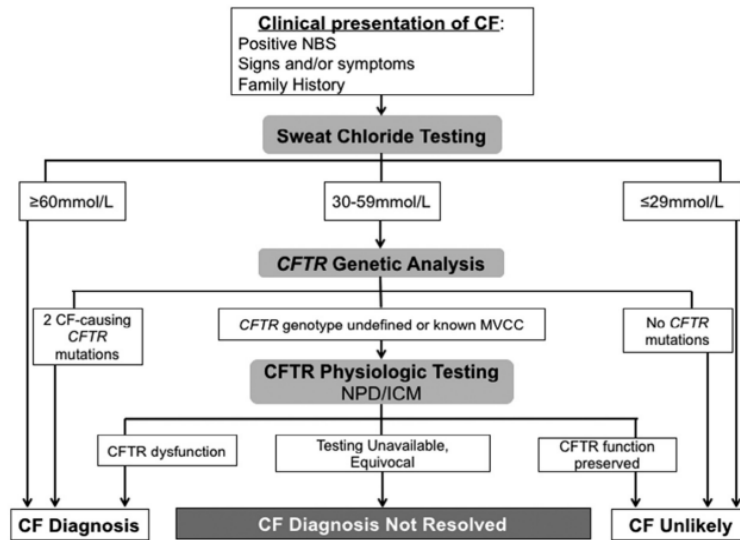 Clinical presentation of CF:
Positive NBS
Signs and/or symptoms
Family History
Sweat Chloride Testing
≥60mmol/L
30-59mmol/L
≤29mmol/L
CFTR Genetic Analysis
2 CF-causing
CFTR
mutations
CFTR genotype undefined or known MVCC
No CFTR
mutations
CFTR Physiologic Testing
NPD/ICM
CFTR dysfunction
Testing Unavailable,
Equivocal
CFTR function
preserved
CF Diagnosis
CF Diagnosis Not Resolved
CF Unlikely